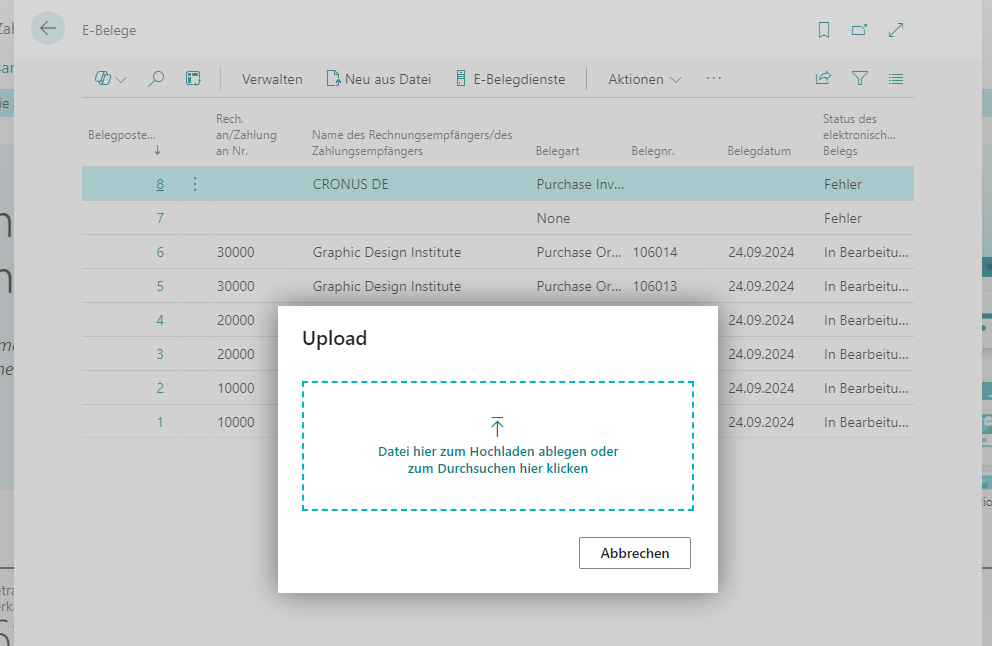 E-Belege
Verwalten Neu aus Datei E-Belegdienste Aktionen ...
Belegposte... Rech. an/Zahlung an Nr. Name des Rechnungsempfängers/des Zahlungsempfängers Belegart Belegnr. Belegdatum Status des elektronisch... Belegs
8 CRONUS DE Purchase Inv... Fehler
7 None Fehler
6 30000 Graphic Design Institute Purchase Or... 106014 24.09.2024 In Bearbeitu...
5 30000 Graphic Design Institute Purchase Or... 106013 24.09.2024 In Bearbeitu...
4 20000 24.09.2024 In Bearbeitu...
3 20000 24.09.2024 In Bearbeitu...
2 10000 24.09.2024 In Bearbeitu...
1 10000 24.09.2024 In Bearbeitu...
Upload
Datei hier zum Hochladen ablegen oder
zum Durchsuchen hier klicken
Abbrechen